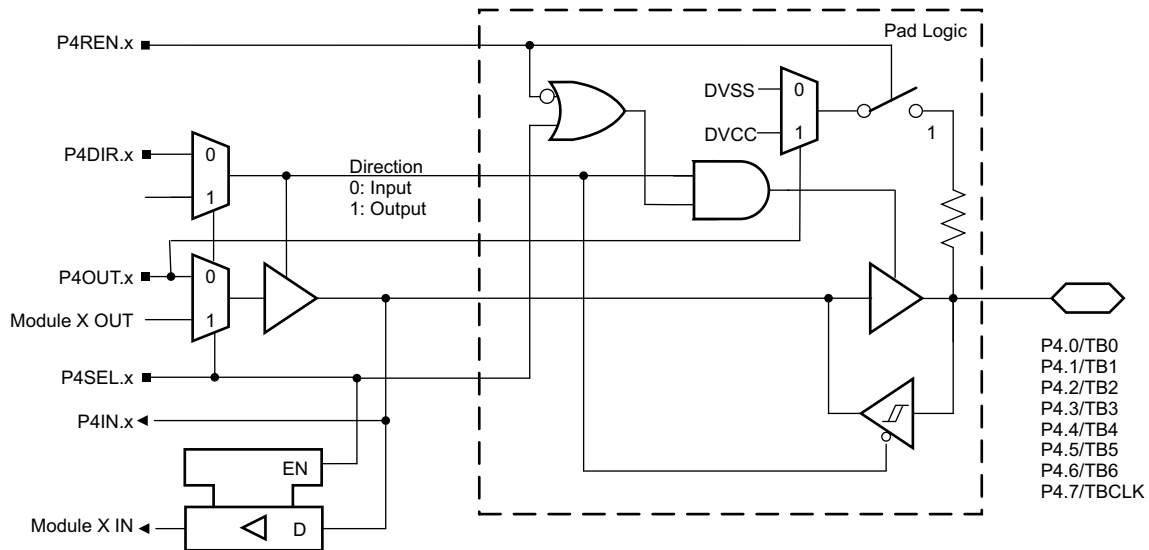 Pad Logic
P4REN.x
DVSS
0
DVCC
1
1
P4DIR.x
0
1
Direction
0: Input
1: Output
P4OUT.x
0
Module X OUT
1
P4SEL.x
P4IN.x
EN
Module X IN
D
P4.0/TB0
P4.1/TB1
P4.2/TB2
P4.3/TB3
P4.4/TB4
P4.5/TB5
P4.6/TB6
P4.7/TBCLK